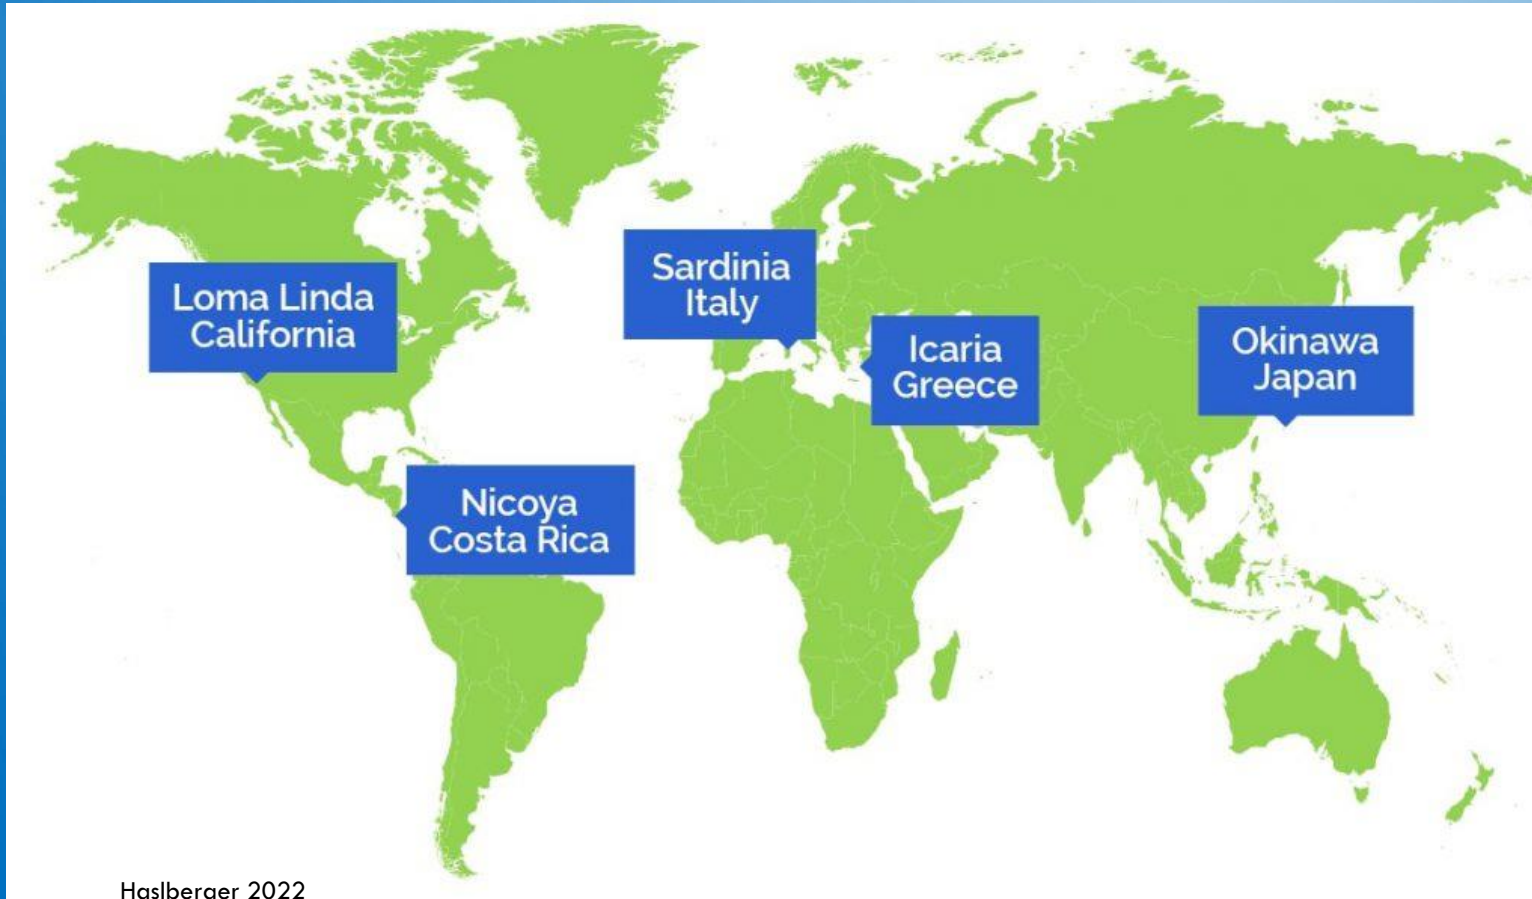 Loma Linda
California
Sardinia
Italy
Icaria
Greece
Okinawa
Japan
Nicoya
Costa Rica
Haslberger 2022